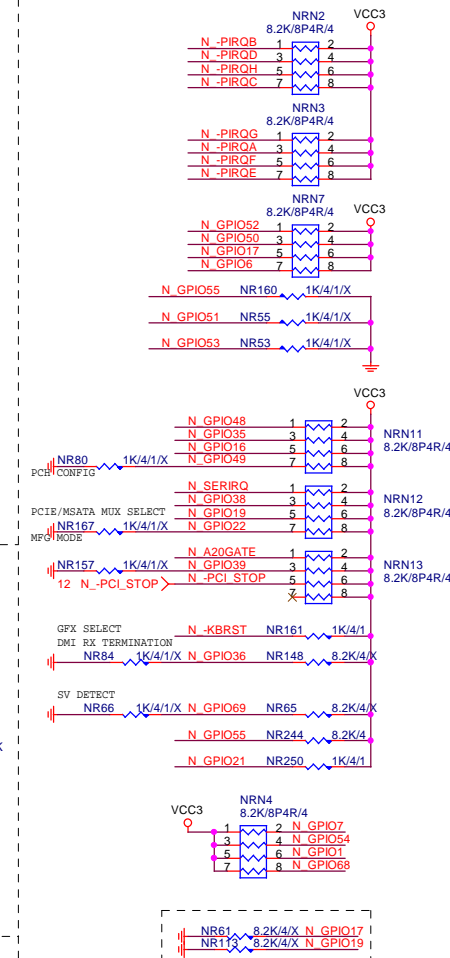 NRN2 VCC3
8.2K/8P4R/4
N_-PIRQB 1 2
N_-PIRQD 3 4
N_-PIRQH 5 6
N_-PIRQC 7 8
NRN3
8.2K/8P4R/4
N_-PIRQG 1 2
N_-PIRQA 3 4
N_-PIRQF 5 6
N_-PIRQE 7 8
NRN7
8.2K/8P4R/4 VCC3
N_GPIO52 1 2
N_GPIO50 3 4
N_GPIO17 5 6
N_GPIO6 7 8
N_GPIO55 NR160 1K/4/1/X
N_GPIO51 NR55 1K/4/1/X
N_GPIO53 NR53 1K/4/1/X
VCC3
N_GPIO48 1 2
N_GPIO35 3 4 NRN11
N_GPIO16 5 6 8.2K/8P4R/4
NR80 1K/4/1/X N_GPIO49 7 8
PCH CONFIG
N_SERIRQ 1 2
N_GPIO38 3 4 NRN12
PCIE/MSATA MUX SELECT N_GPIO19 5 6 8.2K/8P4R/4
NR167 1K/4/1/X N_GPIO22 7 8
MFG MODE
N_A20GATE 1 2
NR157 1K/4/1/X N_GPIO39 3 4 NRN13
12 N_-PCI_STOP N_-PCI_STOP 5 6 8.2K/8P4R/4
7 8
GFX SELECT N_-KBRST NR161 1K/4/1
DMI RX TERMINATION
NR84 1K/4/1/X N_GPIO36 NR148 8.2K/4/X
SV DETECT
NR66 1K/4/1/X N_GPIO69 NR65 8.2K/4/X
N_GPIO55 NR244 8.2K/4
N_GPIO21 NR250 1K/4/1
NRN4
VCC3 8.2K/8P4R/4
1 2 N_GPIO7
3 4 N_GPIO54
5 6 N_GPIO1
7 8 N_GPIO68
NR61 8.2K/4/X N_GPIO17
NR113 8.2K/4/X N_GPIO19